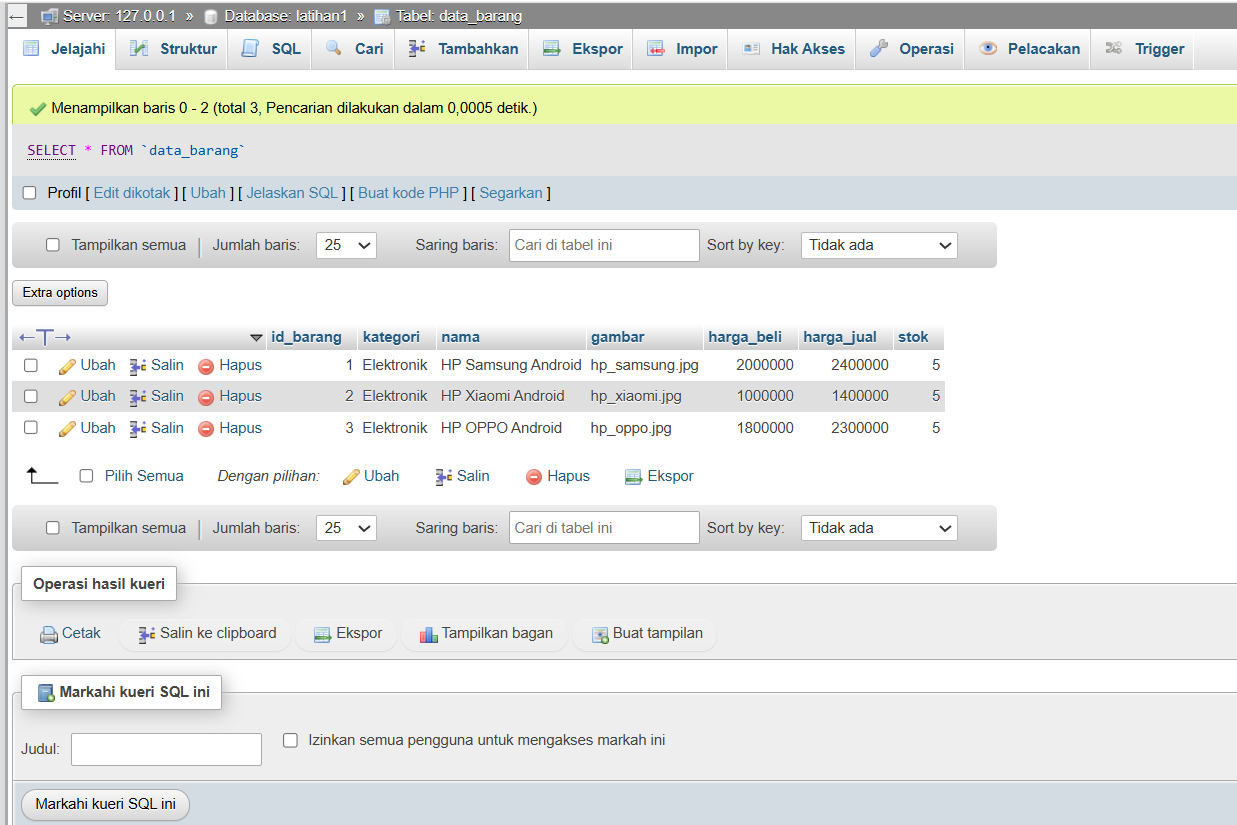 Server: 127.0.0.1 » Database: latihan1 » Tabel: data_barang
Jelajahi Struktur SQL Cari Tambahkan Ekspor Impor Hak Akses Operasi Pelacakan Trigger
Menampilkan baris 0 - 2 (total 3, Pencarian dilakukan dalam 0,0005 detik.)
SELECT * FROM `data_barang`
Profil [ Edit dikotak ] [ Ubah ] [ Jelaskan SQL ] [ Buat kode PHP ] [ Segarkan ]
Tampilkan semua | Jumlah baris: 25 Saring baris: Cari di tabel ini Sort by key: Tidak ada
Extra options
←T→ id_barang kategori nama gambar harga_beli harga_jual stok
Ubah Salin Hapus 1 Elektronik HP Samsung Android hp_samsung.jpg 2000000 2400000 5
Ubah Salin Hapus 2 Elektronik HP Xiaomi Android hp_xiaomi.jpg 1000000 1400000 5
Ubah Salin Hapus 3 Elektronik HP OPPO Android hp_oppo.jpg 1800000 2300000 5
Pilih Semua Dengan pilihan: Ubah Salin Hapus Ekspor
Tampilkan semua | Jumlah baris: 25 Saring baris: Cari di tabel ini Sort by key: Tidak ada
Operasi hasil kueri
Cetak Salin ke clipboard Ekspor Tampilkan bagan Buat tampilan
Markahi kueri SQL ini
Judul: Izinkan semua pengguna untuk mengakses markah ini
Markahi kueri SQL ini